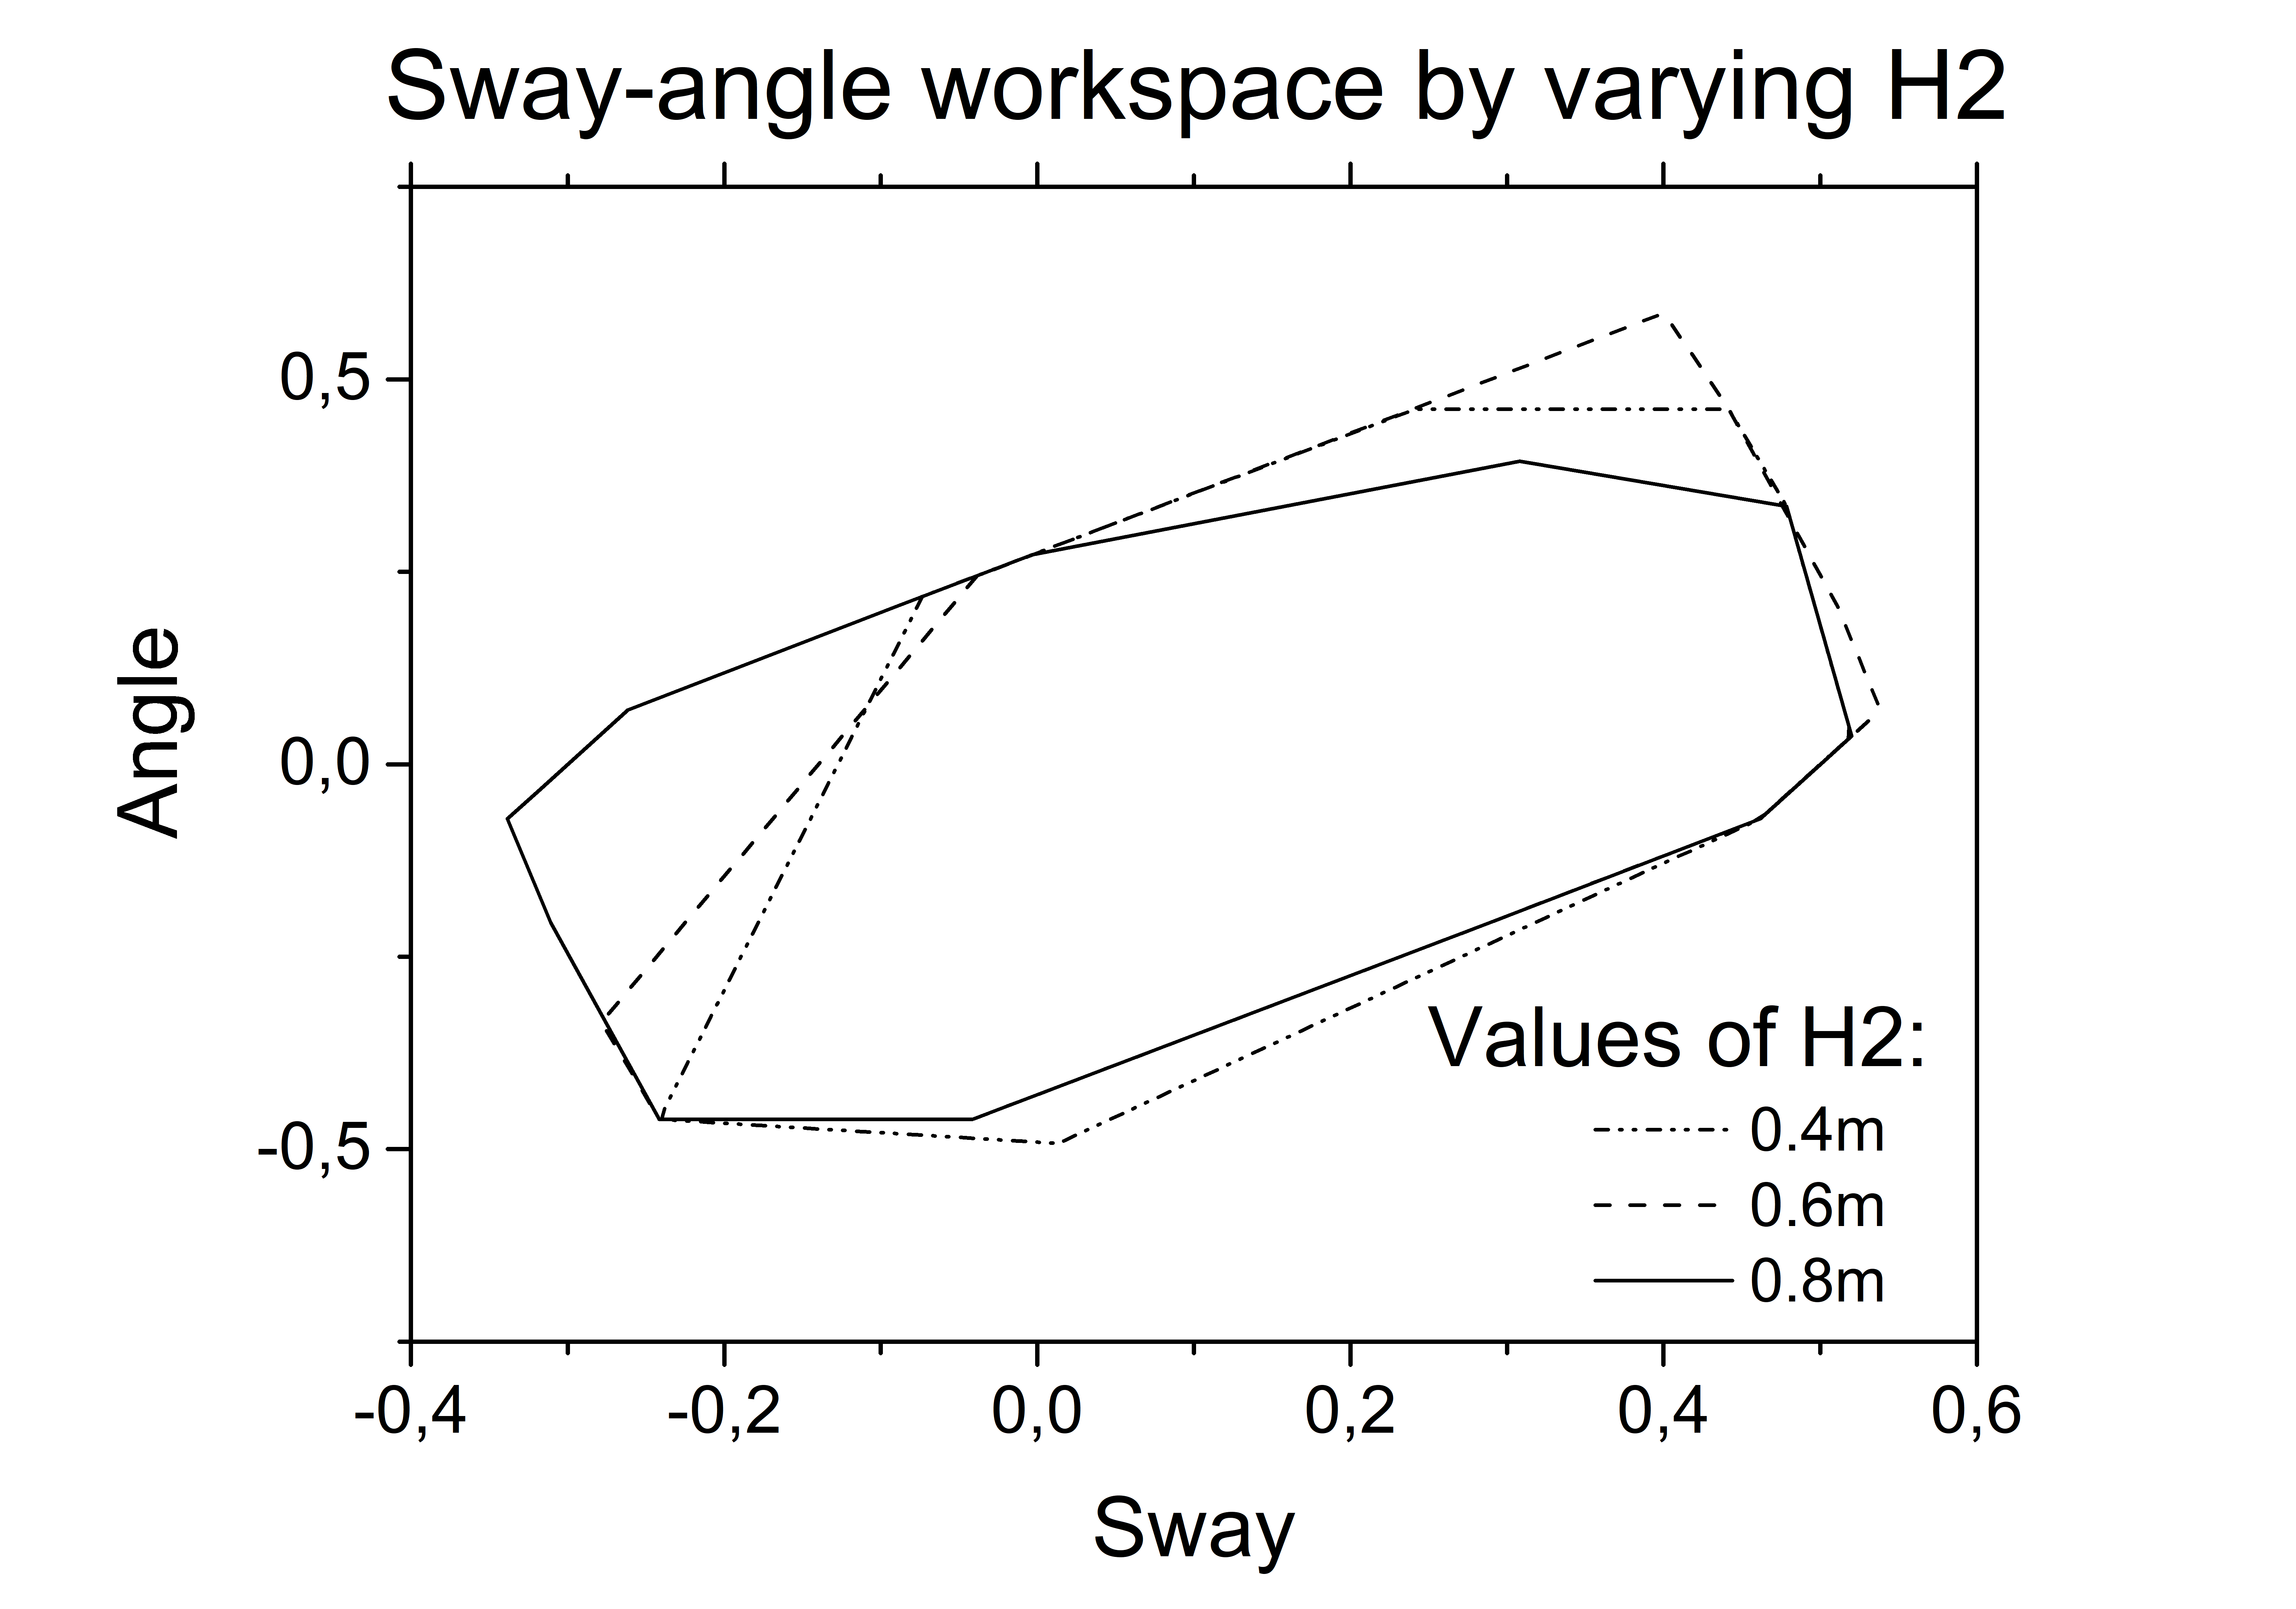 Sway-angle workspace by varying H2
0,5
0,0
-0,5
Angle
Values of H2:
0.4m
0.6m
0.8m
-0,4 -0,2 0,0 0,2 0,4 0,6
Sway